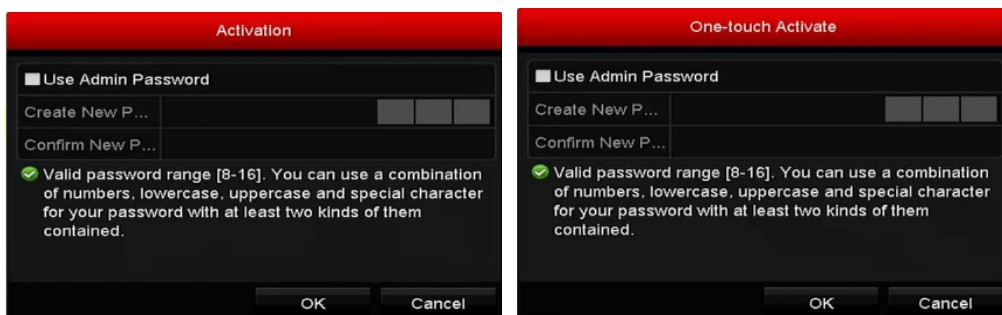 Activation
Use Admin Password
Create New P...
Confirm New P...
Valid password range [8-16]. You can use a combination
of numbers, lowercase, uppercase and special character
for your password with at least two kinds of them
contained.
OK Cancel
One-touch Activate
Use Admin Password
Create New P...
Confirm New P...
Valid password range [8-16]. You can use a combination
of numbers, lowercase, uppercase and special character
for your password with at least two kinds of them
contained.
OK Cancel